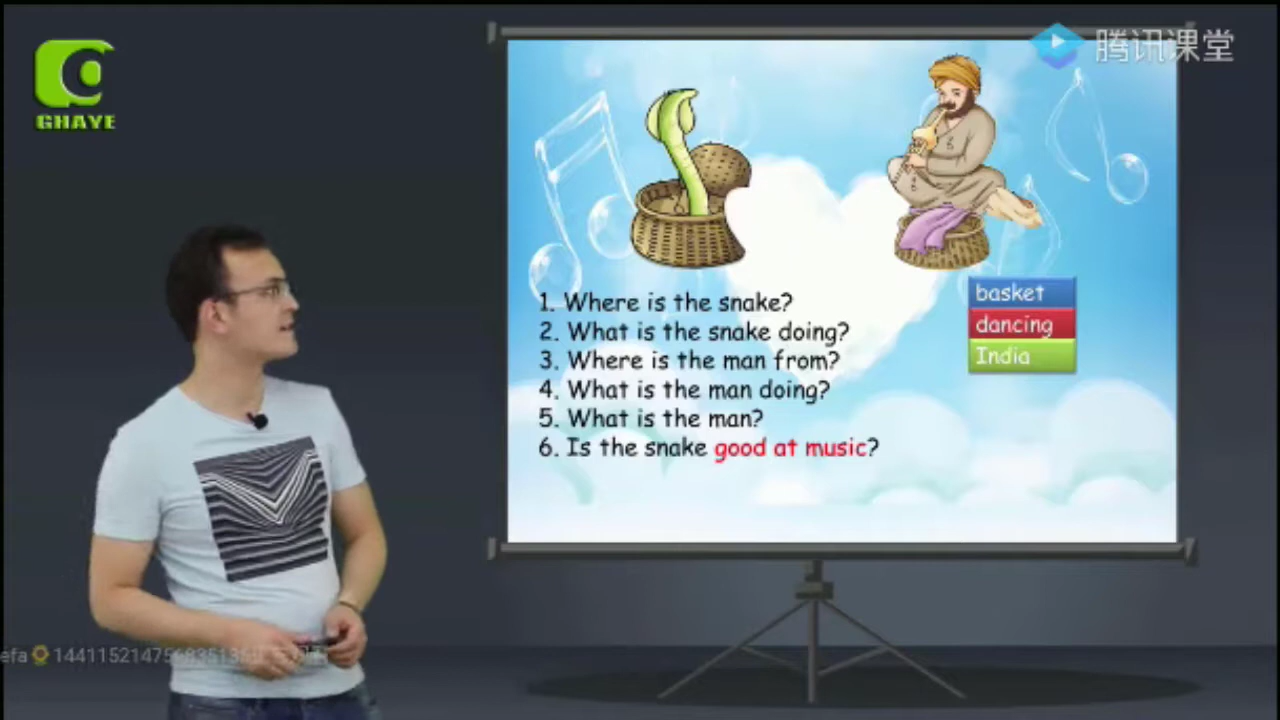 GHAYE
腾讯课堂
basket
dancing
India
1. Where is the snake?
2. What is the snake doing?
3. Where is the man from?
4. What is the man doing?
5. What is the man?
6. Is the snake good at music?
efa